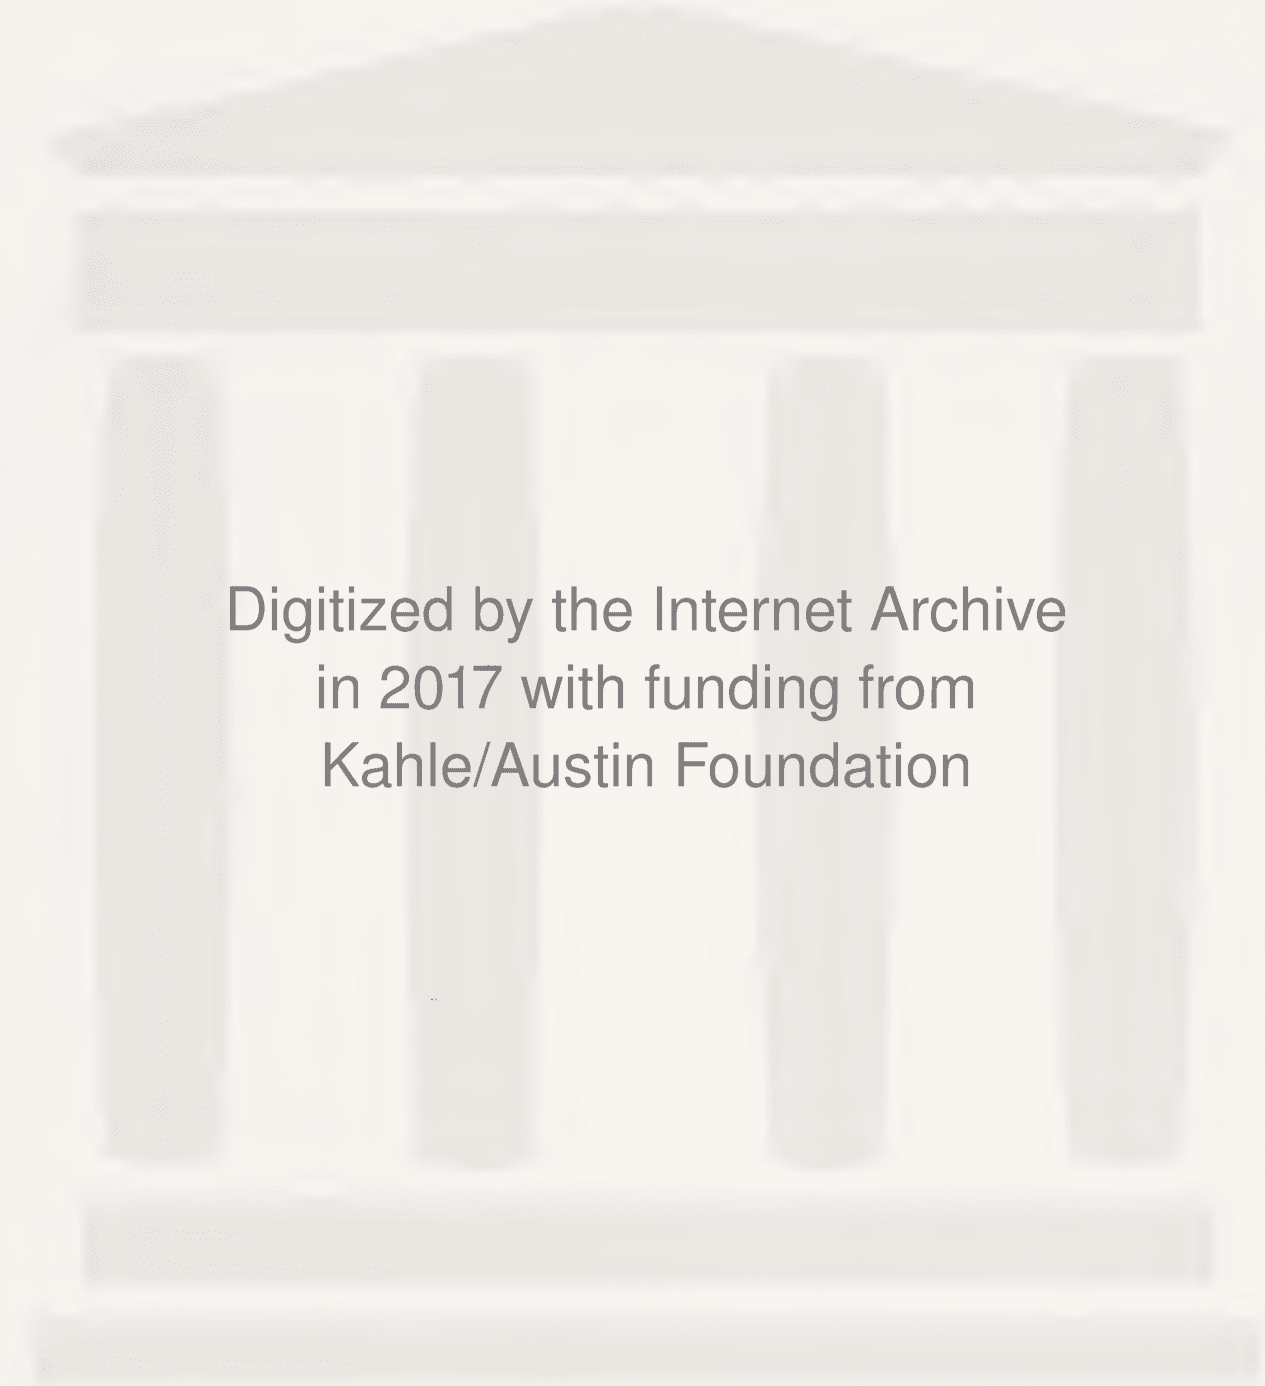 Digitized by the Internet Archive
in 2017 with funding from
Kahle/Austin Foundation